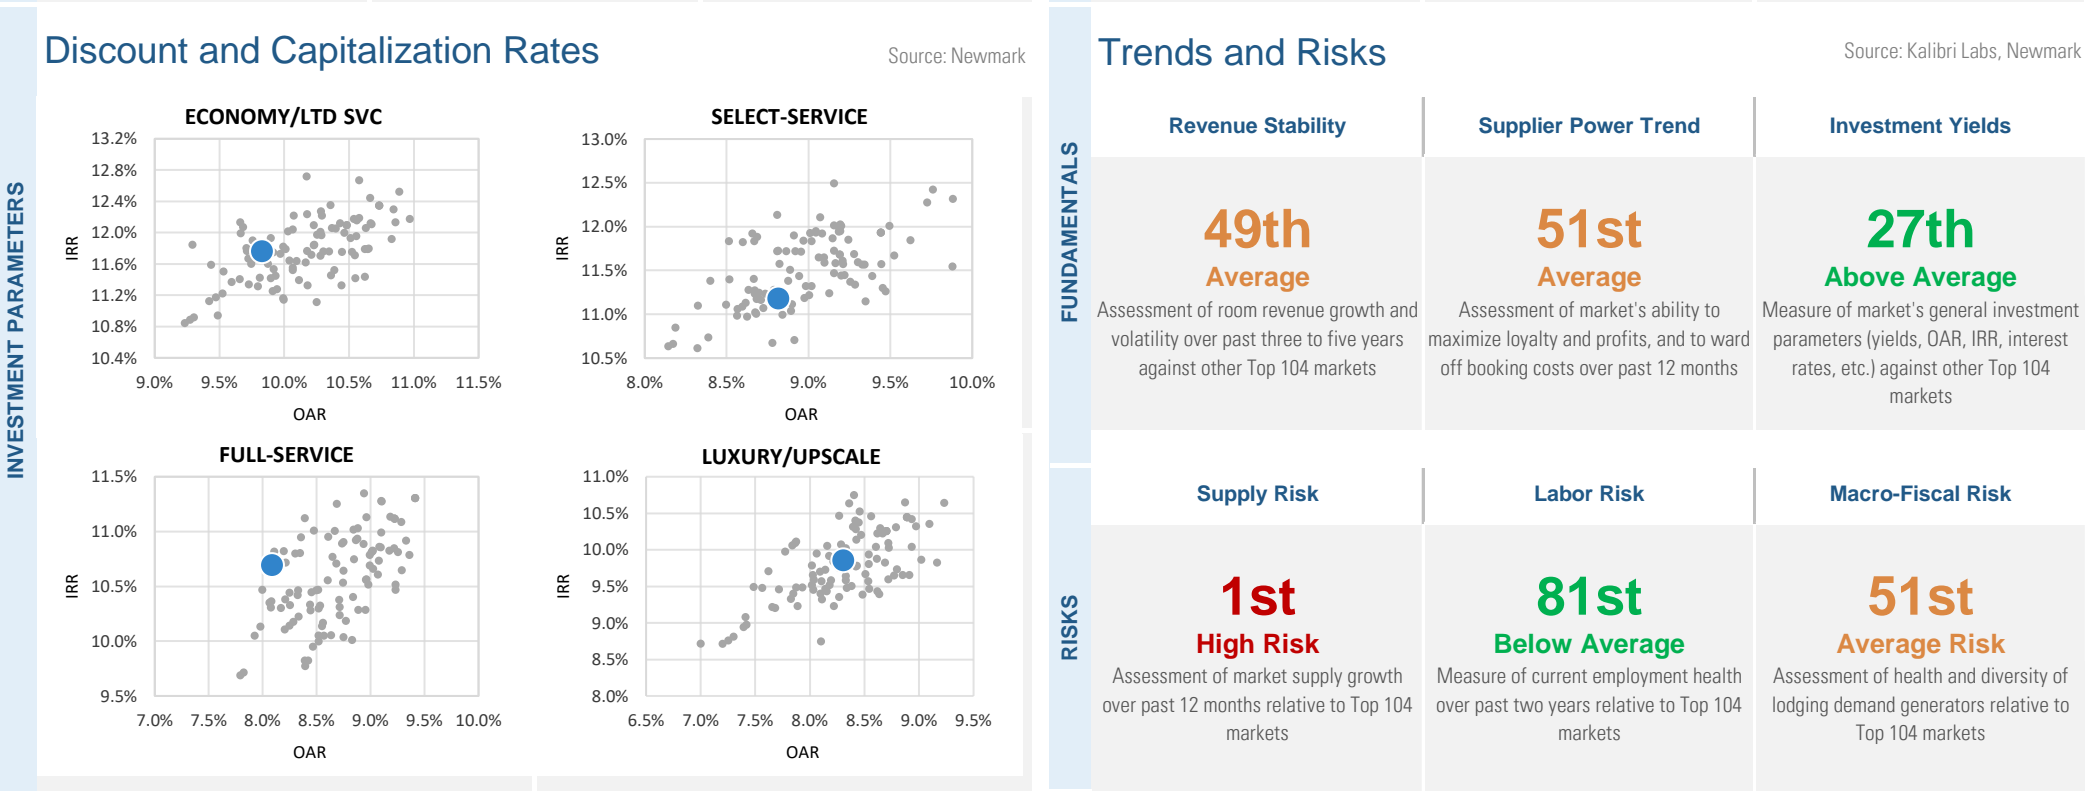 INVESTMENT PARAMETERS
Discount and Capitalization Rates
Source: Newmark
ECONOMY/LTD SVC
13.2%
12.8%
12.4%
12.0%
11.6%
11.2%
10.8%
10.4%
IRR
9.0% 9.5% 10.0% 10.5% 11.0% 11.5%
OAR
SELECT-SERVICE
13.0%
12.5%
12.0%
11.5%
11.0%
10.5%
IRR
8.0% 8.5% 9.0% 9.5% 10.0%
OAR
FULL-SERVICE
11.5%
11.0%
10.5%
10.0%
9.5%
IRR
7.0% 7.5% 8.0% 8.5% 9.0% 9.5% 10.0%
OAR
LUXURY/UPSCALE
11.0%
10.5%
10.0%
9.5%
9.0%
8.5%
8.0%
IRR
6.5% 7.0% 7.5% 8.0% 8.5% 9.0% 9.5%
OAR
Trends and Risks
Source: Kalibri Labs, Newmark
FUNDAMENTALS
Revenue Stability
49th
Average
Assessment of room revenue growth and
volatility over past three to five years
against other Top 104 markets
Supplier Power Trend
51st
Average
Assessment of market's ability to
maximize loyalty and profits, and to ward
off booking costs over past 12 months
Investment Yields
27th
Above Average
Measure of market's general investment
parameters (yields, OAR, IRR, interest
rates, etc.) against other Top 104
markets
RISKS
Supply Risk
1st
High Risk
Assessment of market supply growth
over past 12 months relative to Top 104
markets
Labor Risk
81st
Below Average
Measure of current employment health
over past two years relative to Top 104
markets
Macro-Fiscal Risk
51st
Average Risk
Assessment of health and diversity of
lodging demand generators relative to
Top 104 markets